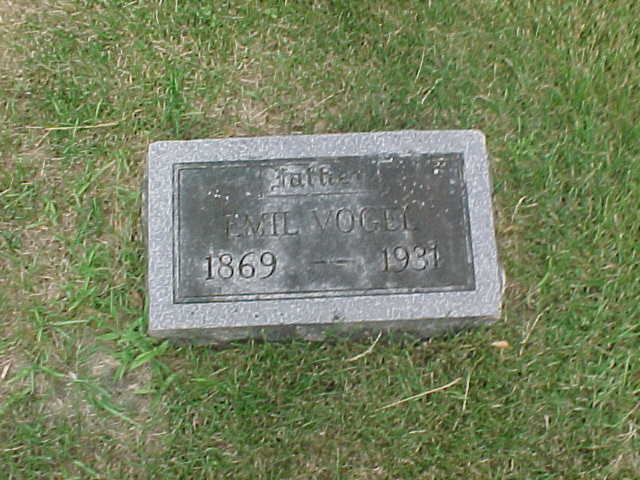 Father
EMIL VOGEL
1869 — 1931